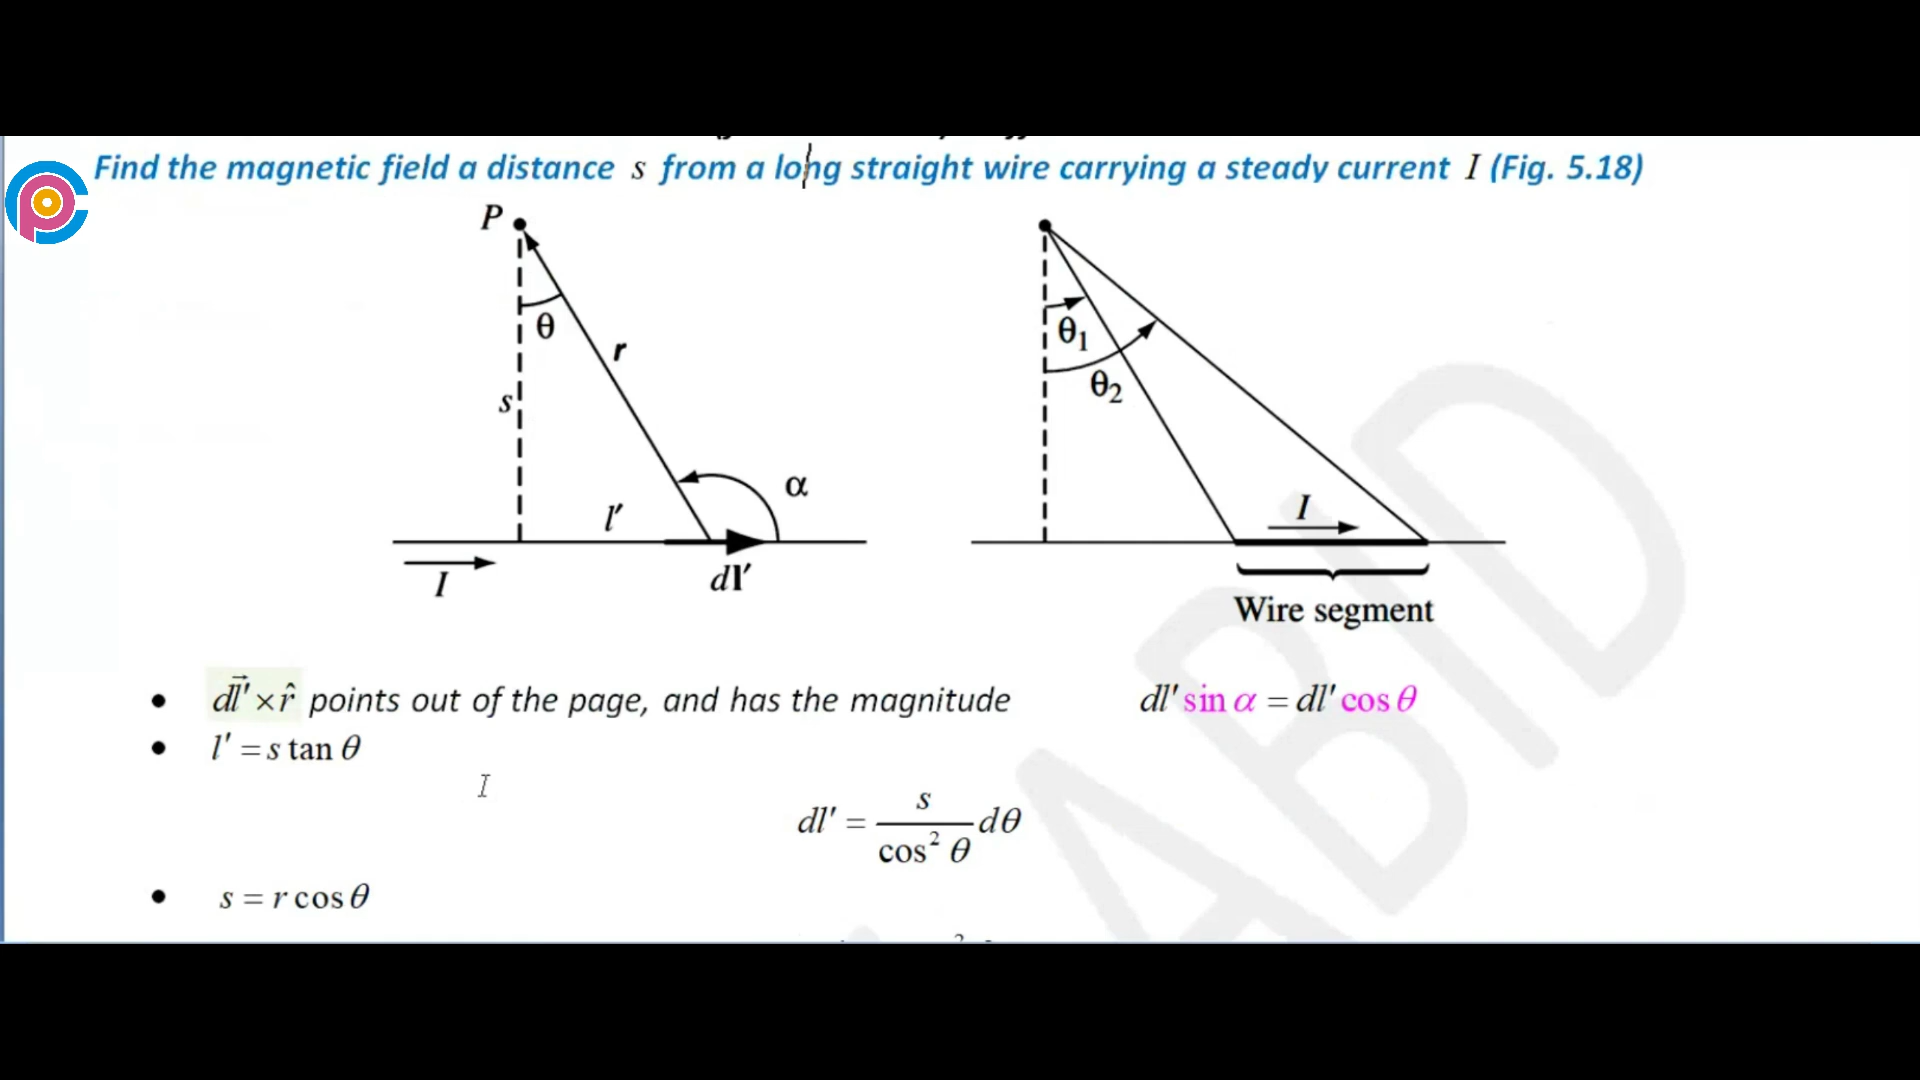 Find the magnetic field a distance s from a long straight wire carrying a steady current I (Fig. 5.18)
P
θ
r
s
l′
α
I
dl′
θ1
θ2
I
Wire segment
• dl⃗′ × r̂ points out of the page, and has the magnitude dl′ sin α = dl′ cos θ
• l′ = s tan θ
dl′ = s / cos² θ dθ
• s = r cos θ
ABID